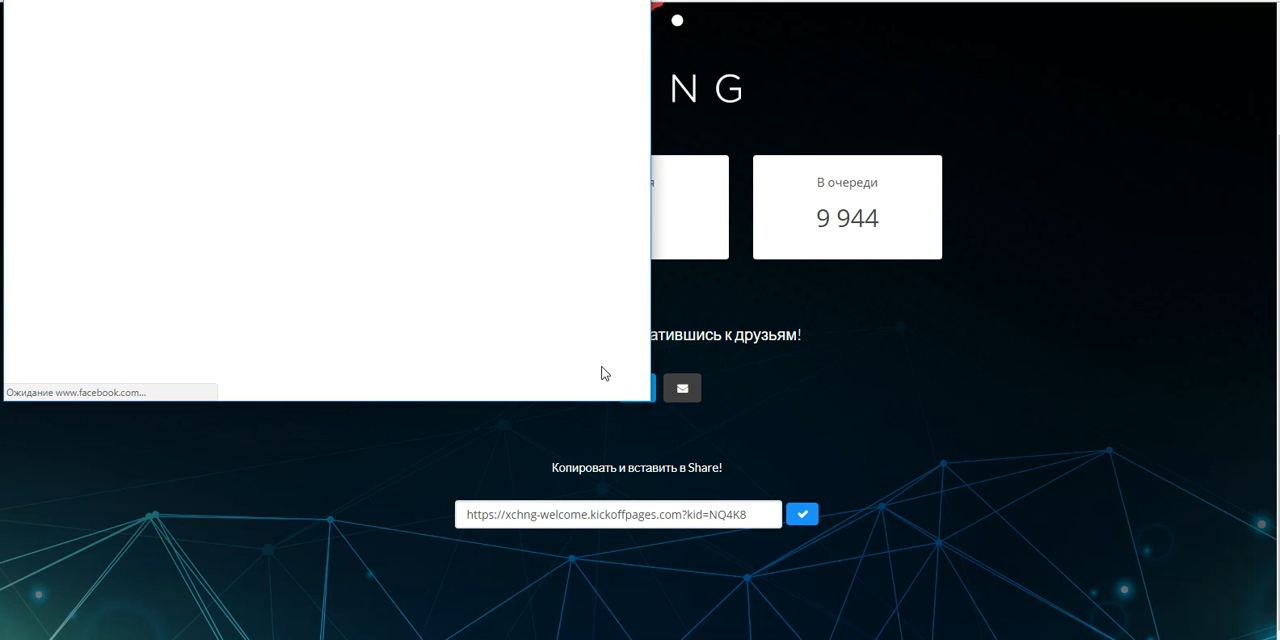 N G
В очереди
9 944
атившись к друзьям!
Ожидание www.facebook.com...
Копировать и вставить в Share!
https://xchng-welcome.kickoffpages.com?kid=NQ4K8